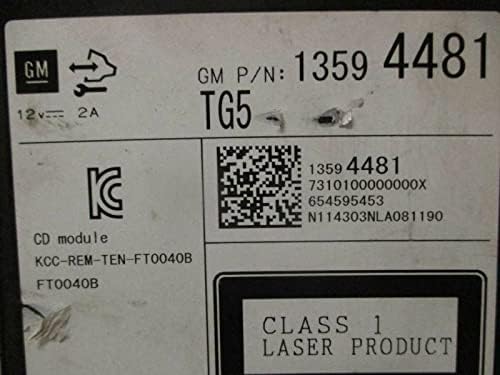 GM
GM P/N: 1359 4481
12V 2A
TG5
1359 4481
7310100000000X
654595453
N114303NLA081190
CD module
KCC-REM-TEN-FT0040B
FT0040B
CLASS 1
LASER PRODUCT